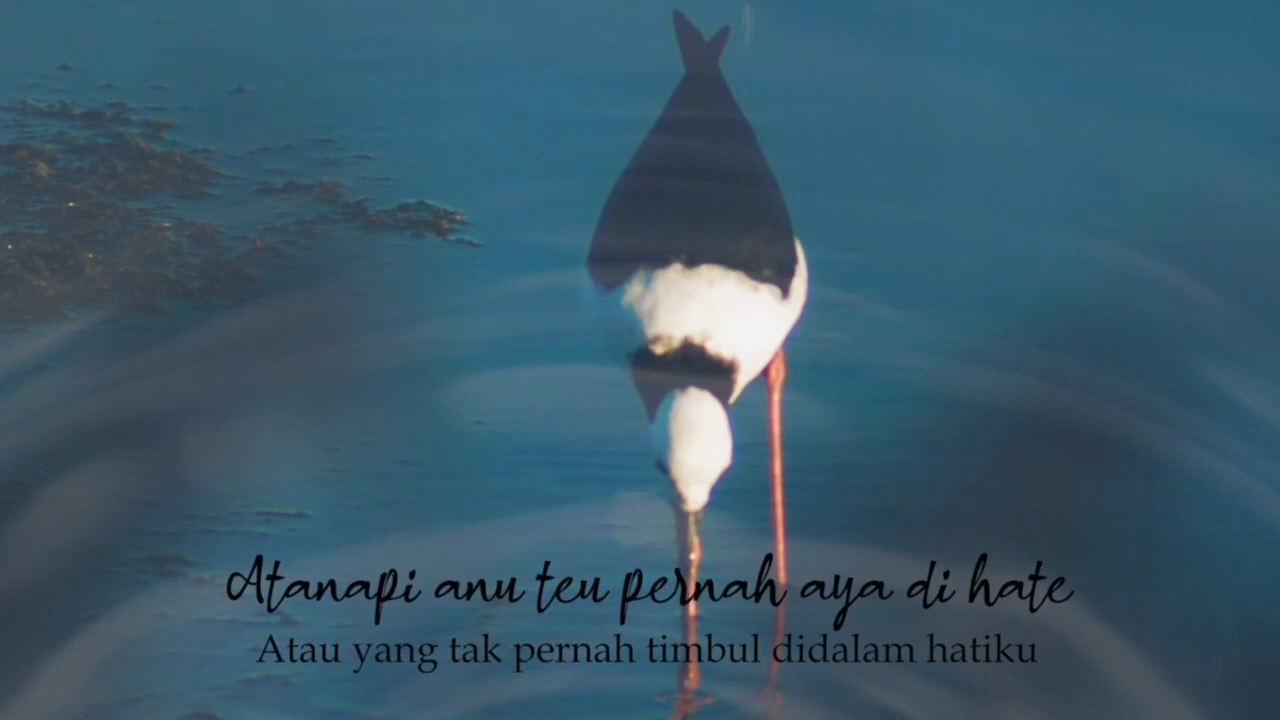 Atanapi anu teu pernah aya di hate
Atau yang tak pernah timbul didalam hatiku